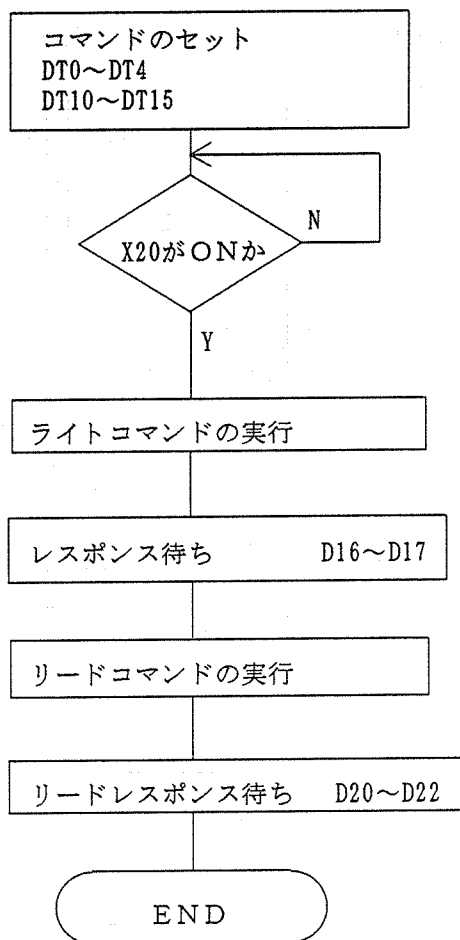 コマンドのセット
DT0～DT4
DT10～DT15
N
X20がONか
Y
ライトコマンドの実行
レスポンス待ち D16～D17
リードコマンドの実行
リードレスポンス待ち D20～D22
END